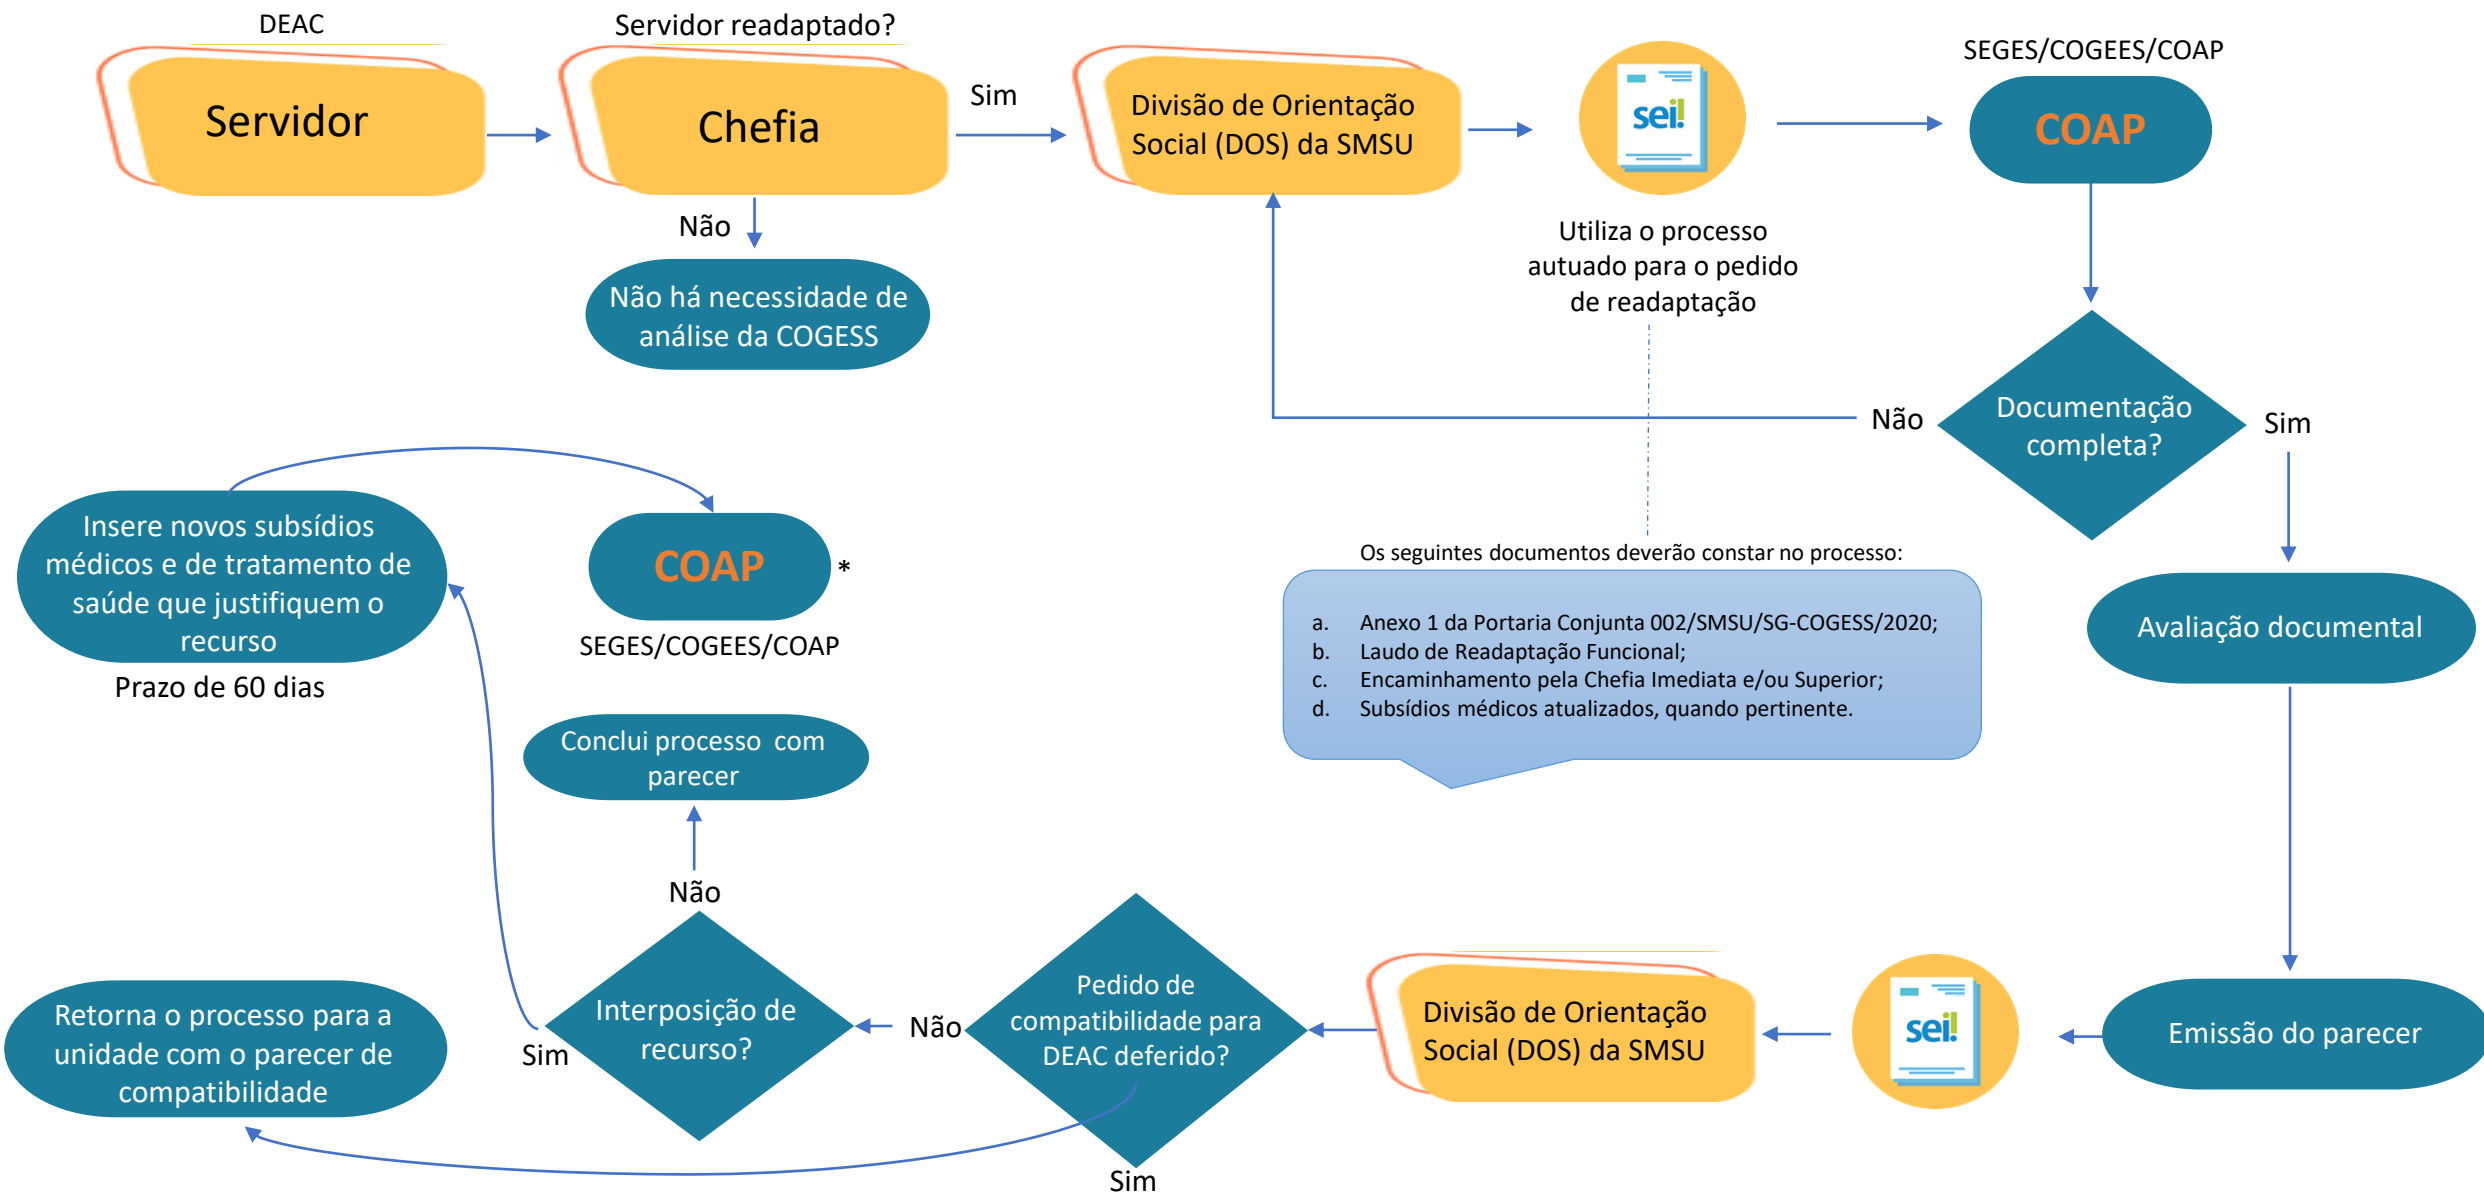 DEAC
Servidor
Servidor readaptado?
Chefia
Sim
Não
Não há necessidade de
análise da COGESS
Divisão de Orientação
Social (DOS) da SMSU
sei!
Utiliza o processo
autuado para o pedido
de readaptação
SEGES/COGEES/COAP
COAP
Documentação
completa?
Não
Sim
Os seguintes documentos deverão constar no processo:
a. Anexo 1 da Portaria Conjunta 002/SMSU/SG-COGESS/2020;
b. Laudo de Readaptação Funcional;
c. Encaminhamento pela Chefia Imediata e/ou Superior;
d. Subsídios médicos atualizados, quando pertinente.
Avaliação documental
Emissão do parecer
sei!
Divisão de Orientação
Social (DOS) da SMSU
Pedido de
compatibilidade para
DEAC deferido?
Não
Sim
Interposição de
recurso?
Não
Sim
Conclui processo com
parecer
Insere novos subsídios
médicos e de tratamento de
saúde que justifiquem o
recurso
Prazo de 60 dias
COAP *
SEGES/COGEES/COAP
Retorna o processo para a
unidade com o parecer de
compatibilidade